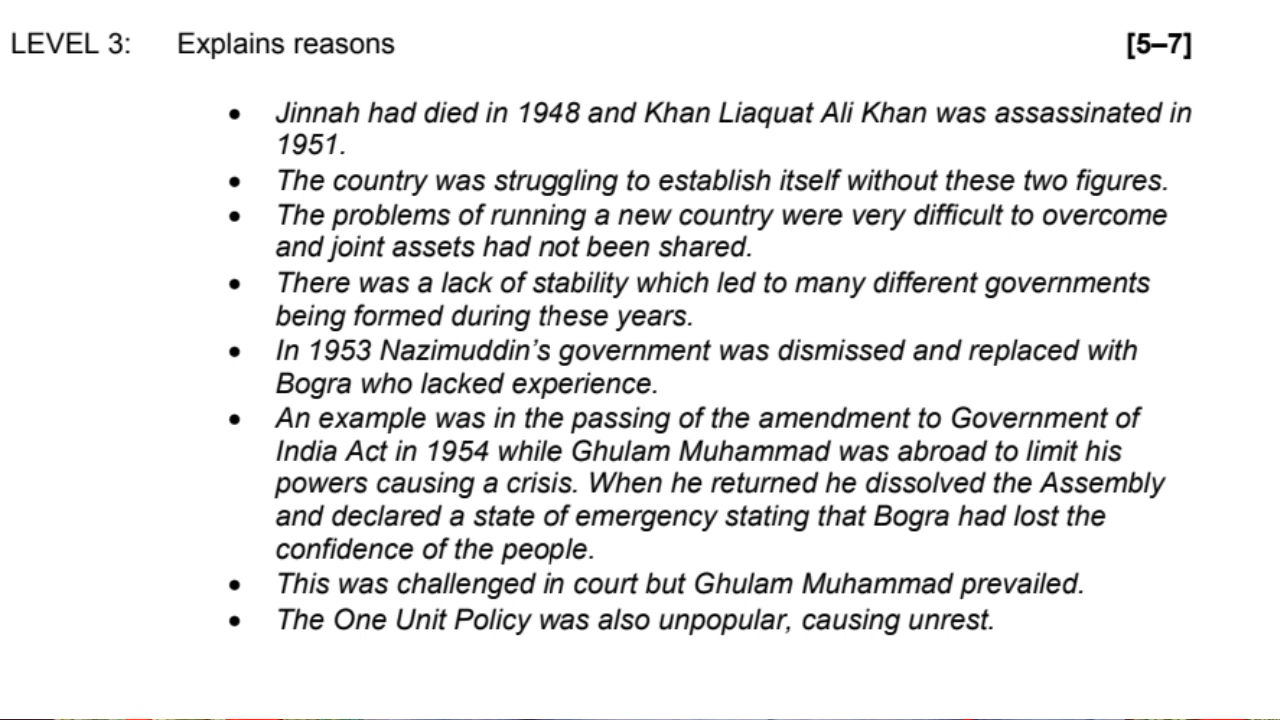 LEVEL 3: Explains reasons [5–7]
• Jinnah had died in 1948 and Khan Liaquat Ali Khan was assassinated in
1951.
• The country was struggling to establish itself without these two figures.
• The problems of running a new country were very difficult to overcome
and joint assets had not been shared.
• There was a lack of stability which led to many different governments
being formed during these years.
• In 1953 Nazimuddin’s government was dismissed and replaced with
Bogra who lacked experience.
• An example was in the passing of the amendment to Government of
India Act in 1954 while Ghulam Muhammad was abroad to limit his
powers causing a crisis. When he returned he dissolved the Assembly
and declared a state of emergency stating that Bogra had lost the
confidence of the people.
• This was challenged in court but Ghulam Muhammad prevailed.
• The One Unit Policy was also unpopular, causing unrest.